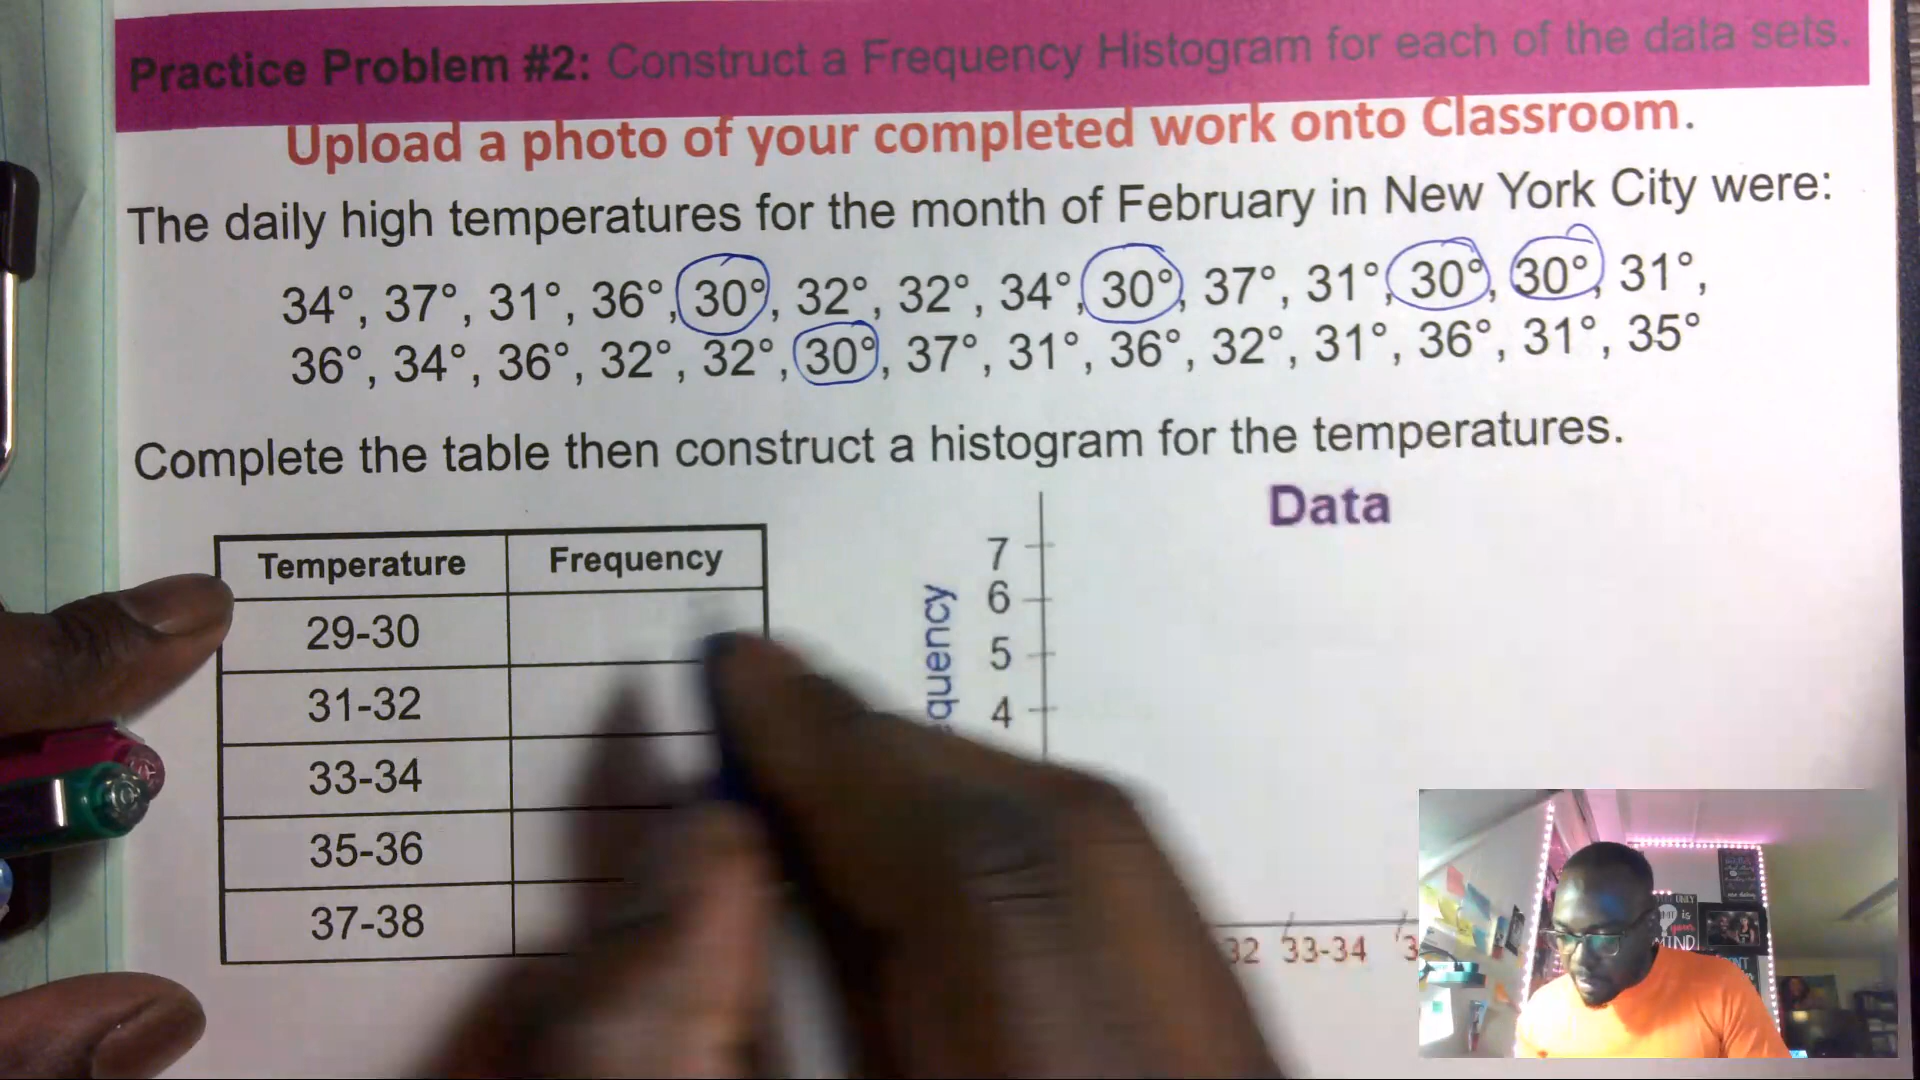 Practice Problem #2: Construct a Frequency Histogram for each of the data sets.
Upload a photo of your completed work onto Classroom.
The daily high temperatures for the month of February in New York City were:
34°, 37°, 31°, 36°, 30°, 32°, 32°, 34°, 30°, 37°, 31°, 30°, 30°, 31°,
36°, 34°, 36°, 32°, 32°, 30°, 37°, 31°, 36°, 32°, 31°, 36°, 31°, 35°
Complete the table then construct a histogram for the temperatures.
Temperature Frequency
29-30
31-32
33-34
35-36
37-38
Data
7
6
5
4
quency
32 33-34 3
MIND